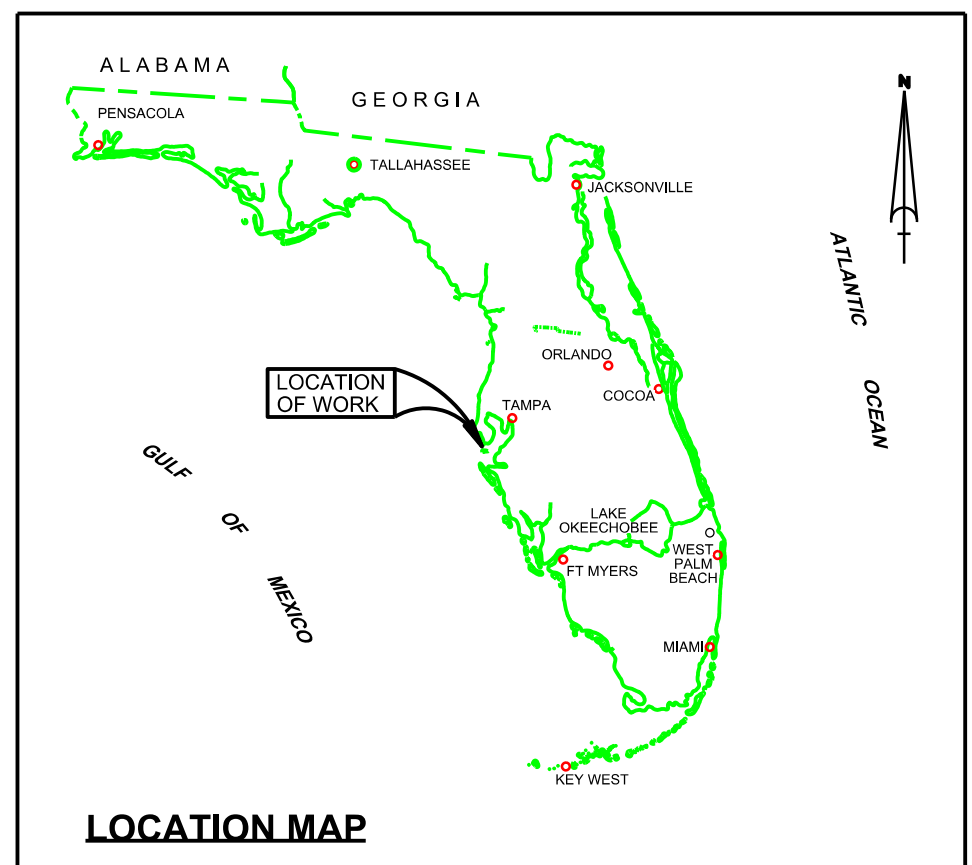 ALABAMA
GEORGIA
N
PENSACOLA
TALLAHASSEE
JACKSONVILLE
ATLANTIC
OCEAN
ORLANDO
COCOA
LOCATION
OF WORK
TAMPA
GULF
OF
MEXICO
LAKE
OKEECHOBEE
WEST
PALM
BEACH
FT MYERS
MIAMI
KEY WEST
LOCATION MAP